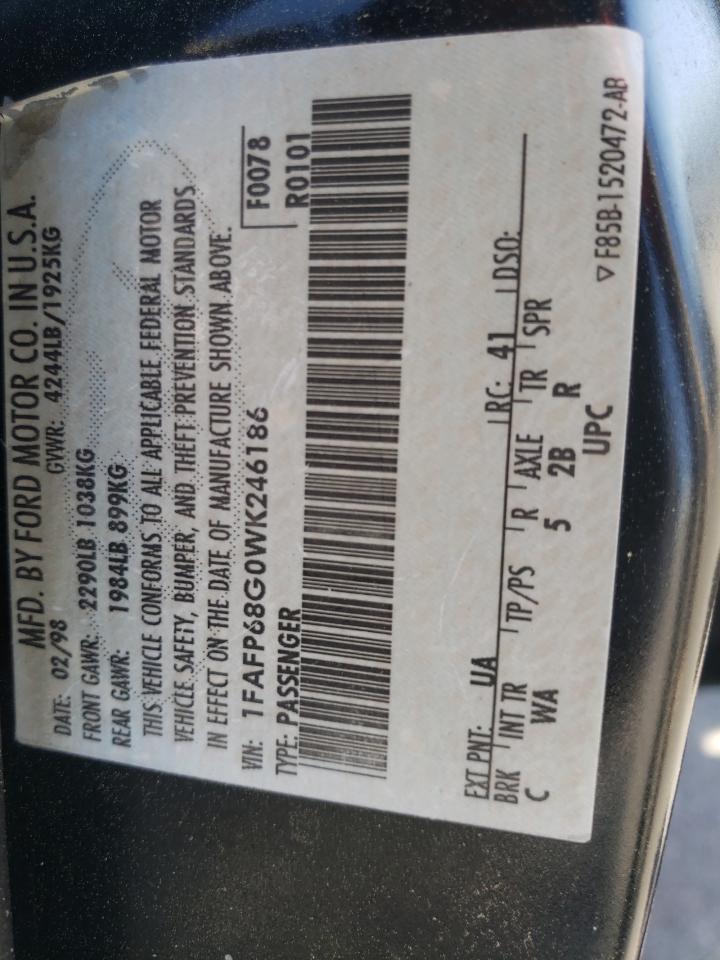 MFD. BY FORD MOTOR CO. IN U.S.A.
DATE: 02/98 GVWR: 4244LB/1925KG
FRONT GAWR: 2290LB 1038KG
REAR GAWR: 1984LB 899KG
THIS VEHICLE CONFORMS TO ALL APPLICABLE FEDERAL MOTOR
VEHICLE SAFETY, BUMPER, AND THEFT PREVENTION STANDARDS
IN EFFECT ON THE DATE OF MANUFACTURE SHOWN ABOVE.
VIN: 1FAFP68G0WK246186 F0078
TYPE: PASSENGER R0101
EXT PNT: UA RC: 41 DSO:
BRK INT TR TP/PS R AXLE TR SPR
C WA 5 2B R
UPC
▽ F85B-1520472-AB